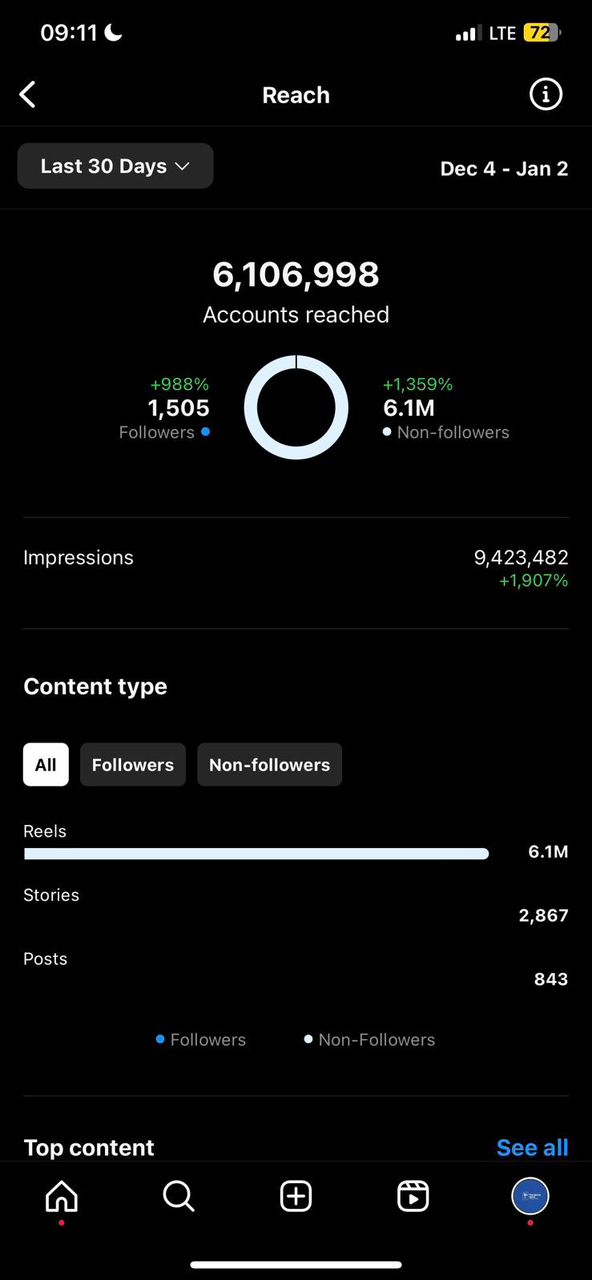 09:11
LTE 72
Reach
Last 30 Days
Dec 4 - Jan 2
6,106,998
Accounts reached
+988%
1,505
Followers
+1,359%
6.1M
Non-followers
Impressions
9,423,482
+1,907%
Content type
All Followers Non-followers
Reels
6.1M
Stories
2,867
Posts
843
Followers Non-Followers
Top content
See all